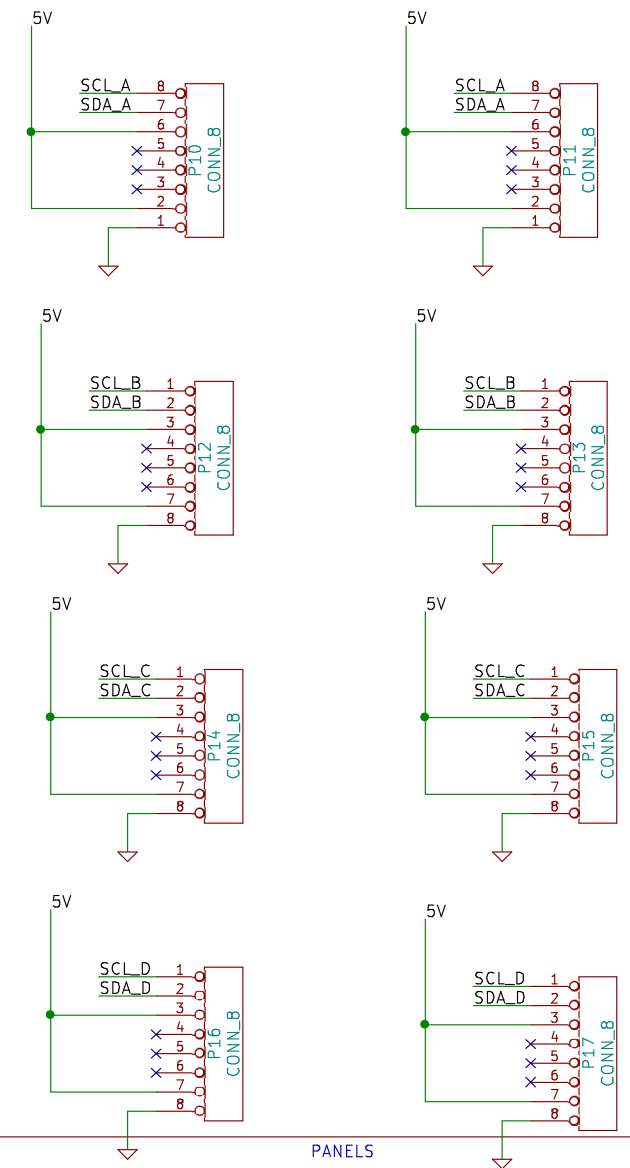 5V
SCL_A 8
SDA_A 7
6
5
4
3
2
1
P10
CONN_8
5V
SCL_A 8
SDA_A 7
6
5
4
3
2
1
P11
CONN_8
5V
SCL_B 1
SDA_B 2
3
4
5
6
7
8
P12
CONN_8
5V
SCL_B 1
SDA_B 2
3
4
5
6
7
8
P13
CONN_8
5V
SCL_C 1
SDA_C 2
3
4
5
6
7
8
P14
CONN_8
5V
SCL_C 1
SDA_C 2
3
4
5
6
7
8
P15
CONN_8
5V
SCL_D 1
SDA_D 2
3
4
5
6
7
8
P16
CONN_8
5V
SCL_D 1
SDA_D 2
3
4
5
6
7
8
P17
CONN_8
PANELS